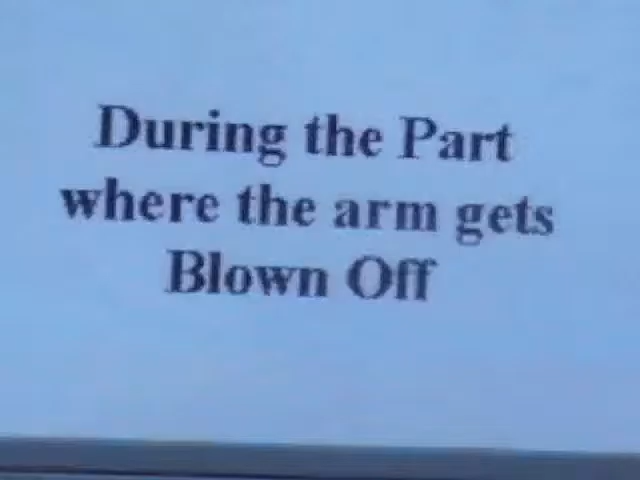 During the Part
where the arm gets
Blown Off